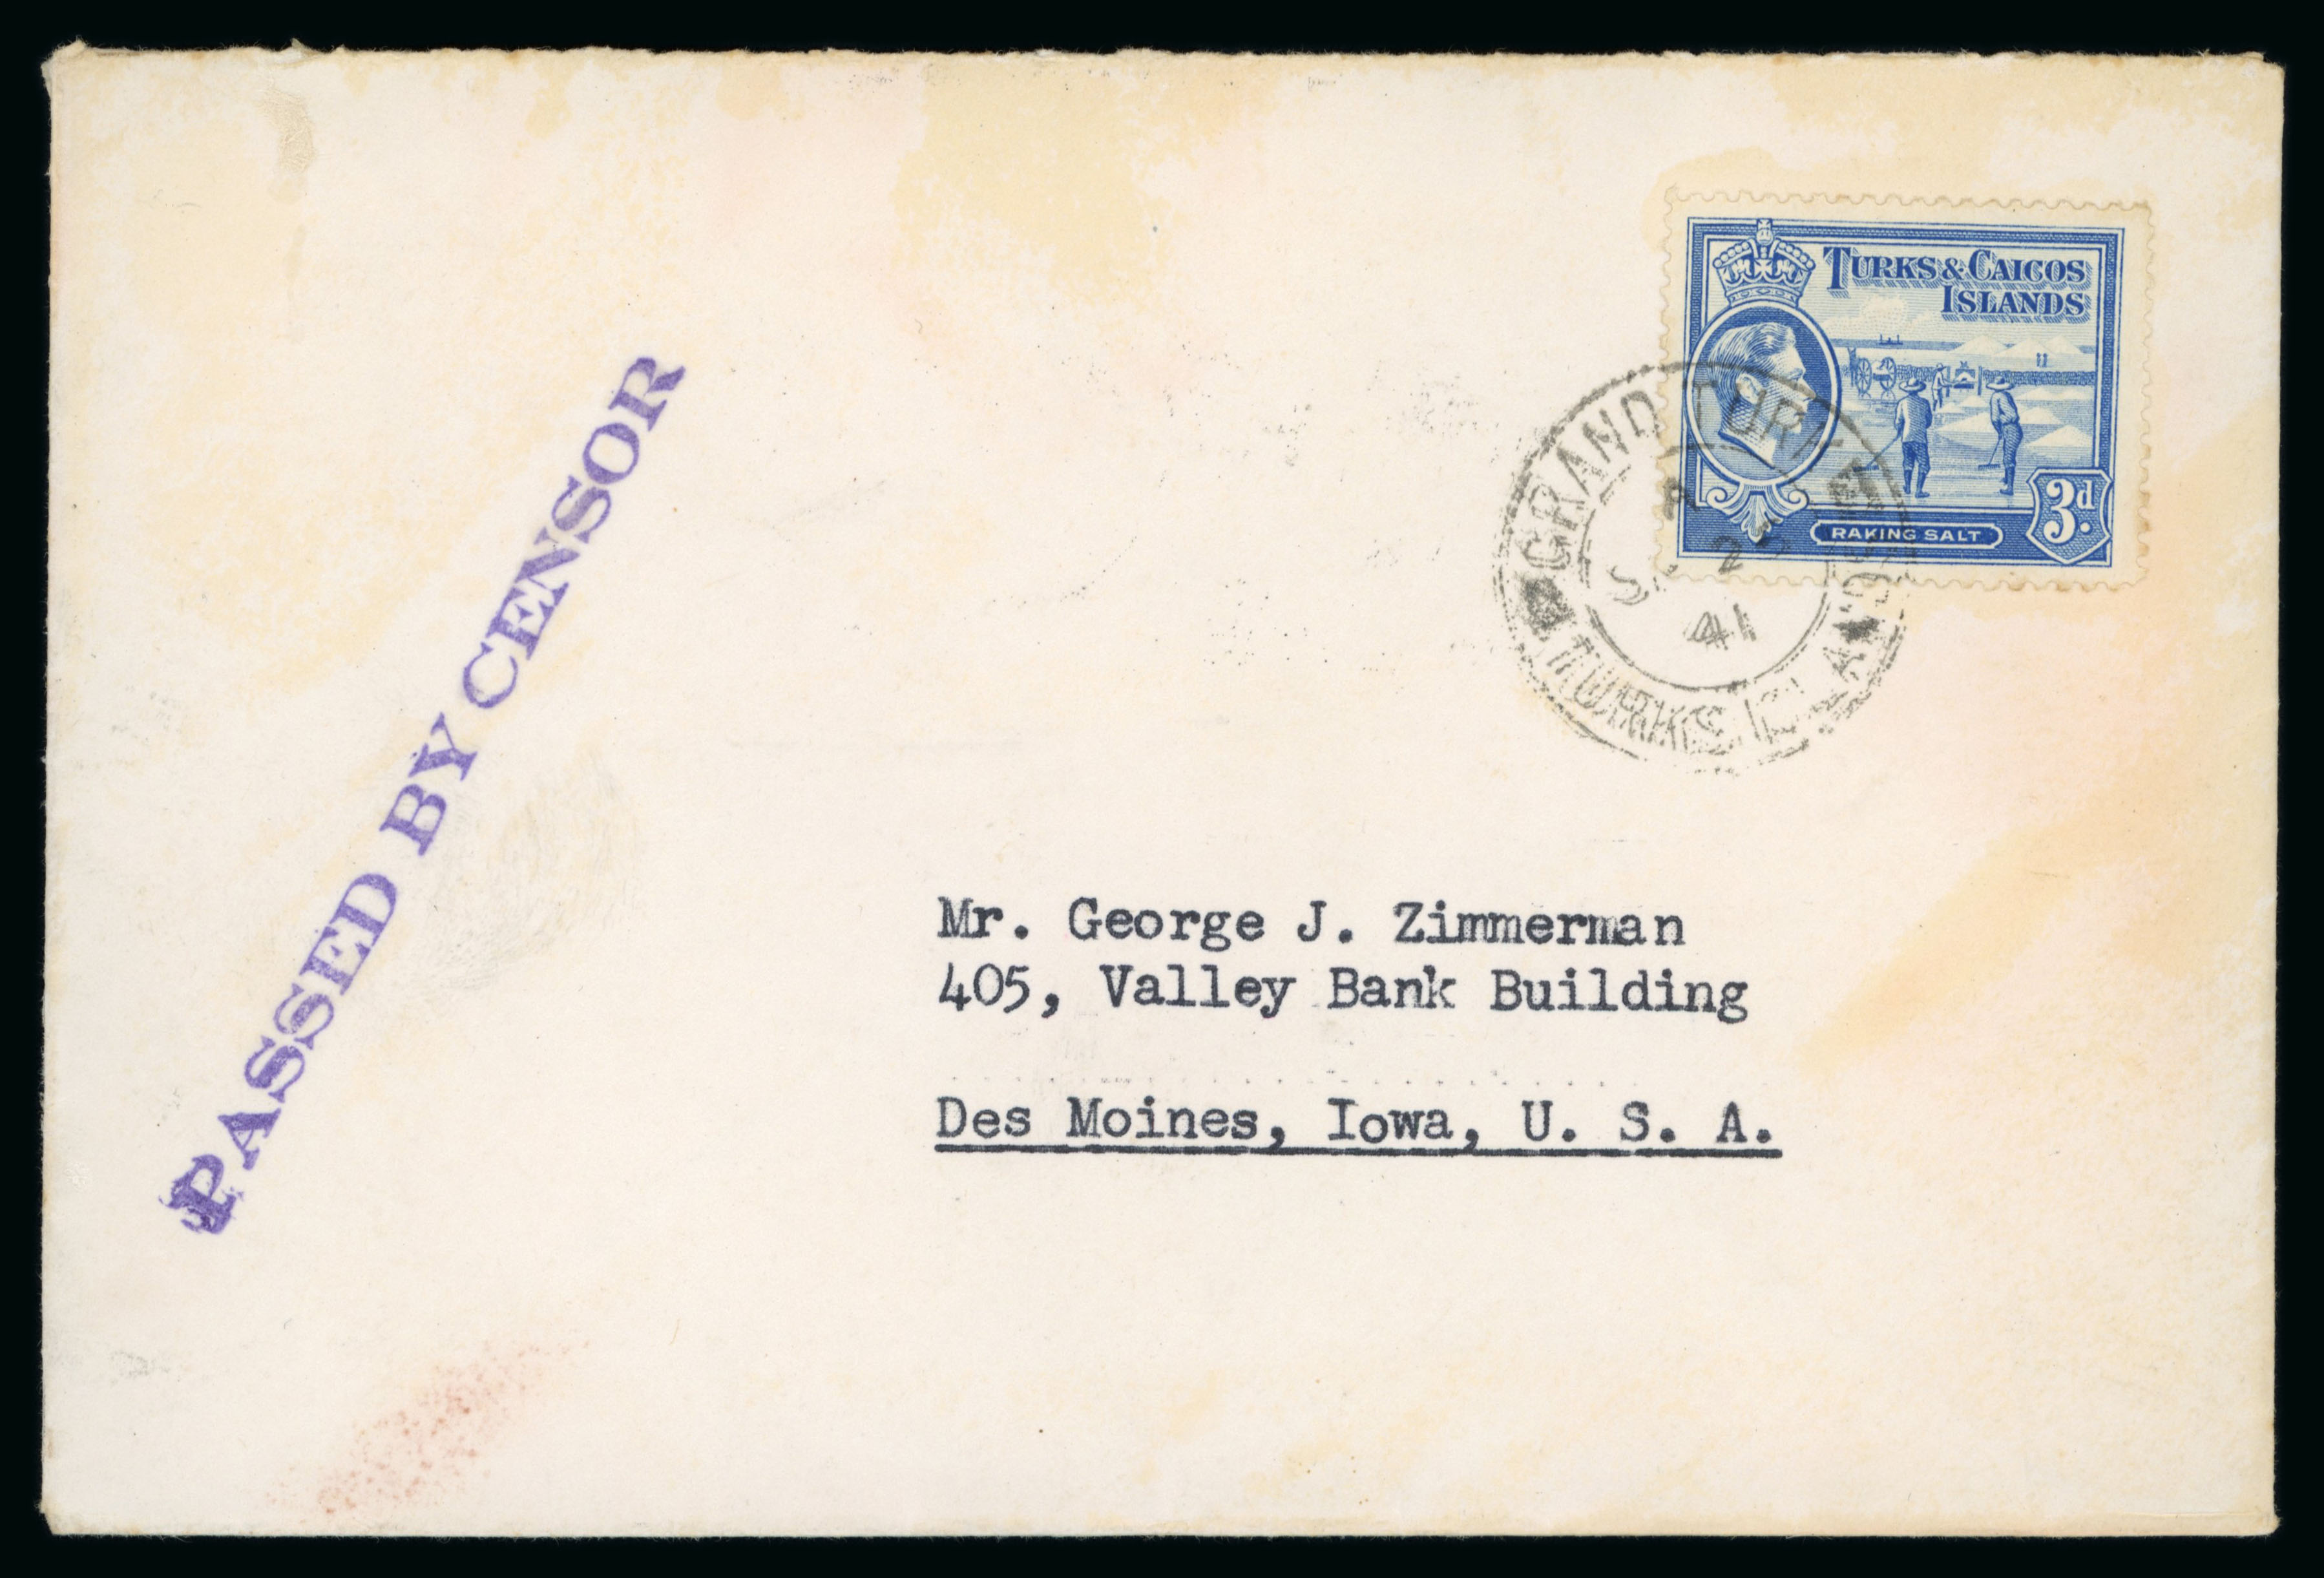 TURKS & CAICOS
ISLANDS
RAKING SALT
3d.
GRAND TURK
41
TURKS ISLANDS
PASSED BY CENSOR
Mr. George J. Zimmerman
405, Valley Bank Building
Des Moines, Iowa, U. S. A.